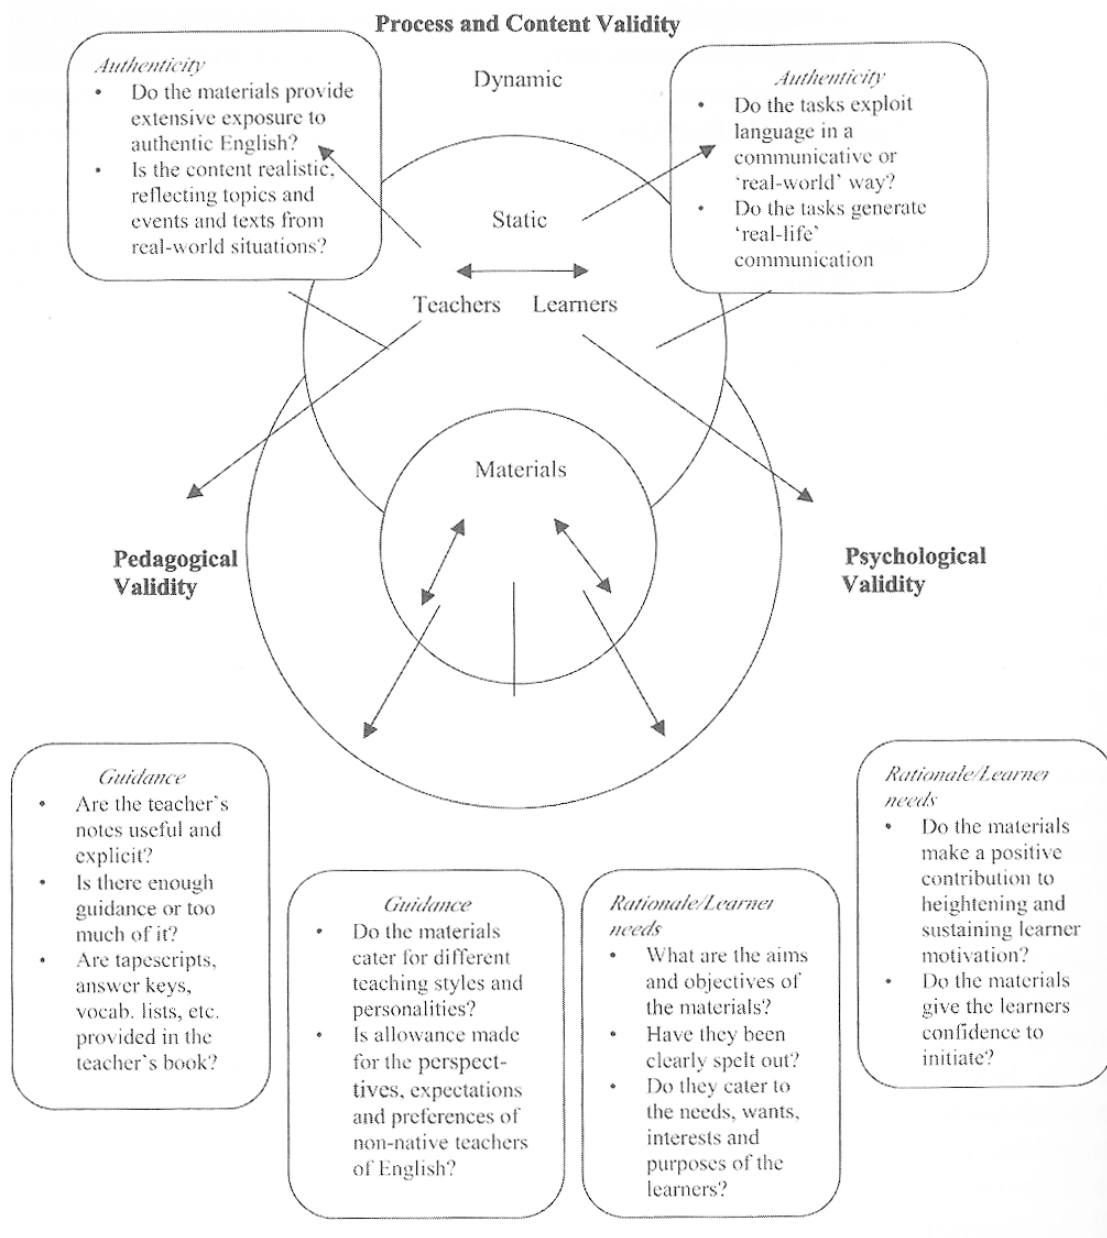 Process and Content Validity
Authenticity
• Do the materials provide
extensive exposure to
authentic English?
• Is the content realistic,
reflecting topics and
events and texts from
real-world situations?
Dynamic
Authenticity
• Do the tasks exploit
language in a
communicative or
‘real-world’ way?
• Do the tasks generate
‘real-life’
communication
Static
Teachers
Learners
Materials
Pedagogical
Validity
Psychological
Validity
Guidance
• Are the teacher's
notes useful and
explicit?
• Is there enough
guidance or too
much of it?
• Are tapescripts,
answer keys,
vocab. lists, etc.
provided in the
teacher's book?
Guidance
• Do the materials
cater for different
teaching styles and
personalities?
• Is allowance made
for the perspect-
tives, expectations
and preferences of
non-native teachers
of English?
Rationale/Learner
needs
• What are the aims
and objectives of
the materials?
• Have they been
clearly spelt out?
• Do they cater to
the needs, wants,
interests and
purposes of the
learners?
Rationale/Learner
needs
• Do the materials
make a positive
contribution to
heightening and
sustaining learner
motivation?
• Do the materials
give the learners
confidence to
initiate?